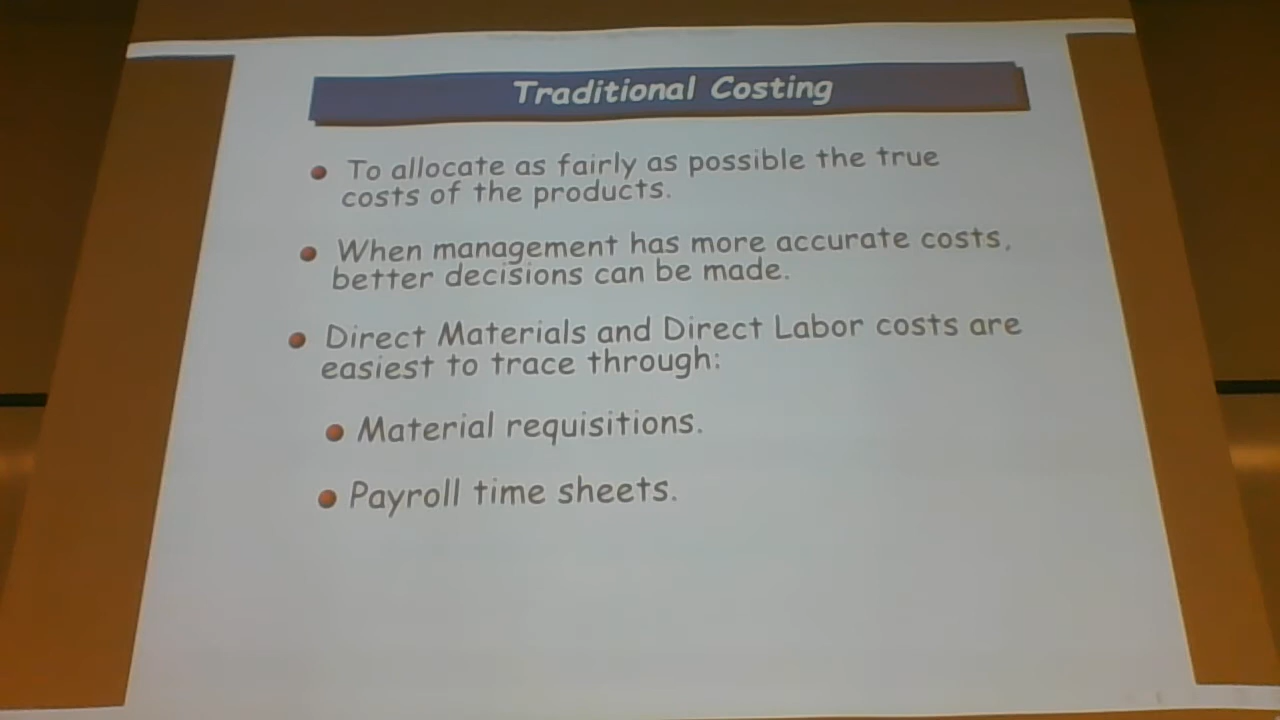 Traditional Costing
To allocate as fairly as possible the true
costs of the products.
When management has more accurate costs,
better decisions can be made.
Direct Materials and Direct Labor costs are
easiest to trace through:
Material requisitions.
Payroll time sheets.